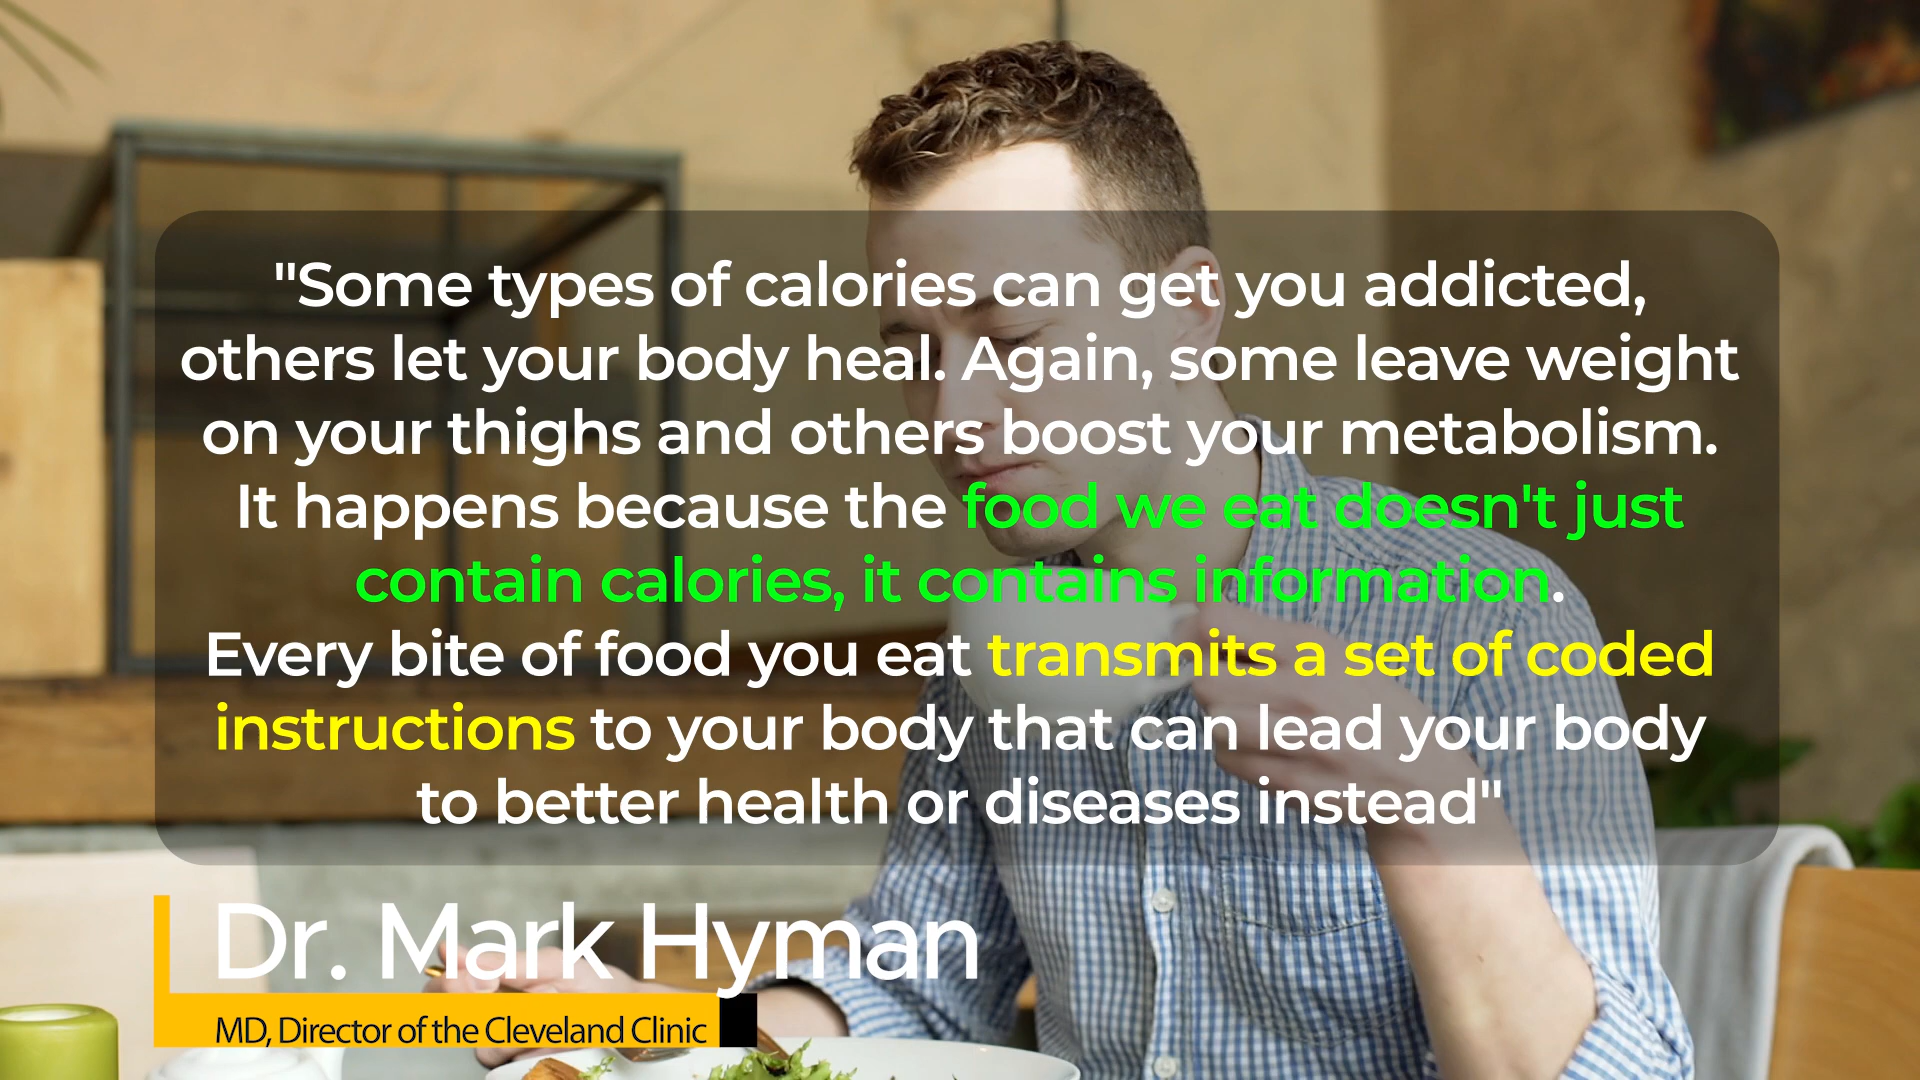 "Some types of calories can get you addicted,
others let your body heal. Again, some leave weight
on your thighs and others boost your metabolism.
It happens because the food we eat doesn't just
contain calories, it contains information.
Every bite of food you eat transmits a set of coded
instructions to your body that can lead your body
to better health or diseases instead"
Dr. Mark Hyman
MD, Director of the Cleveland Clinic